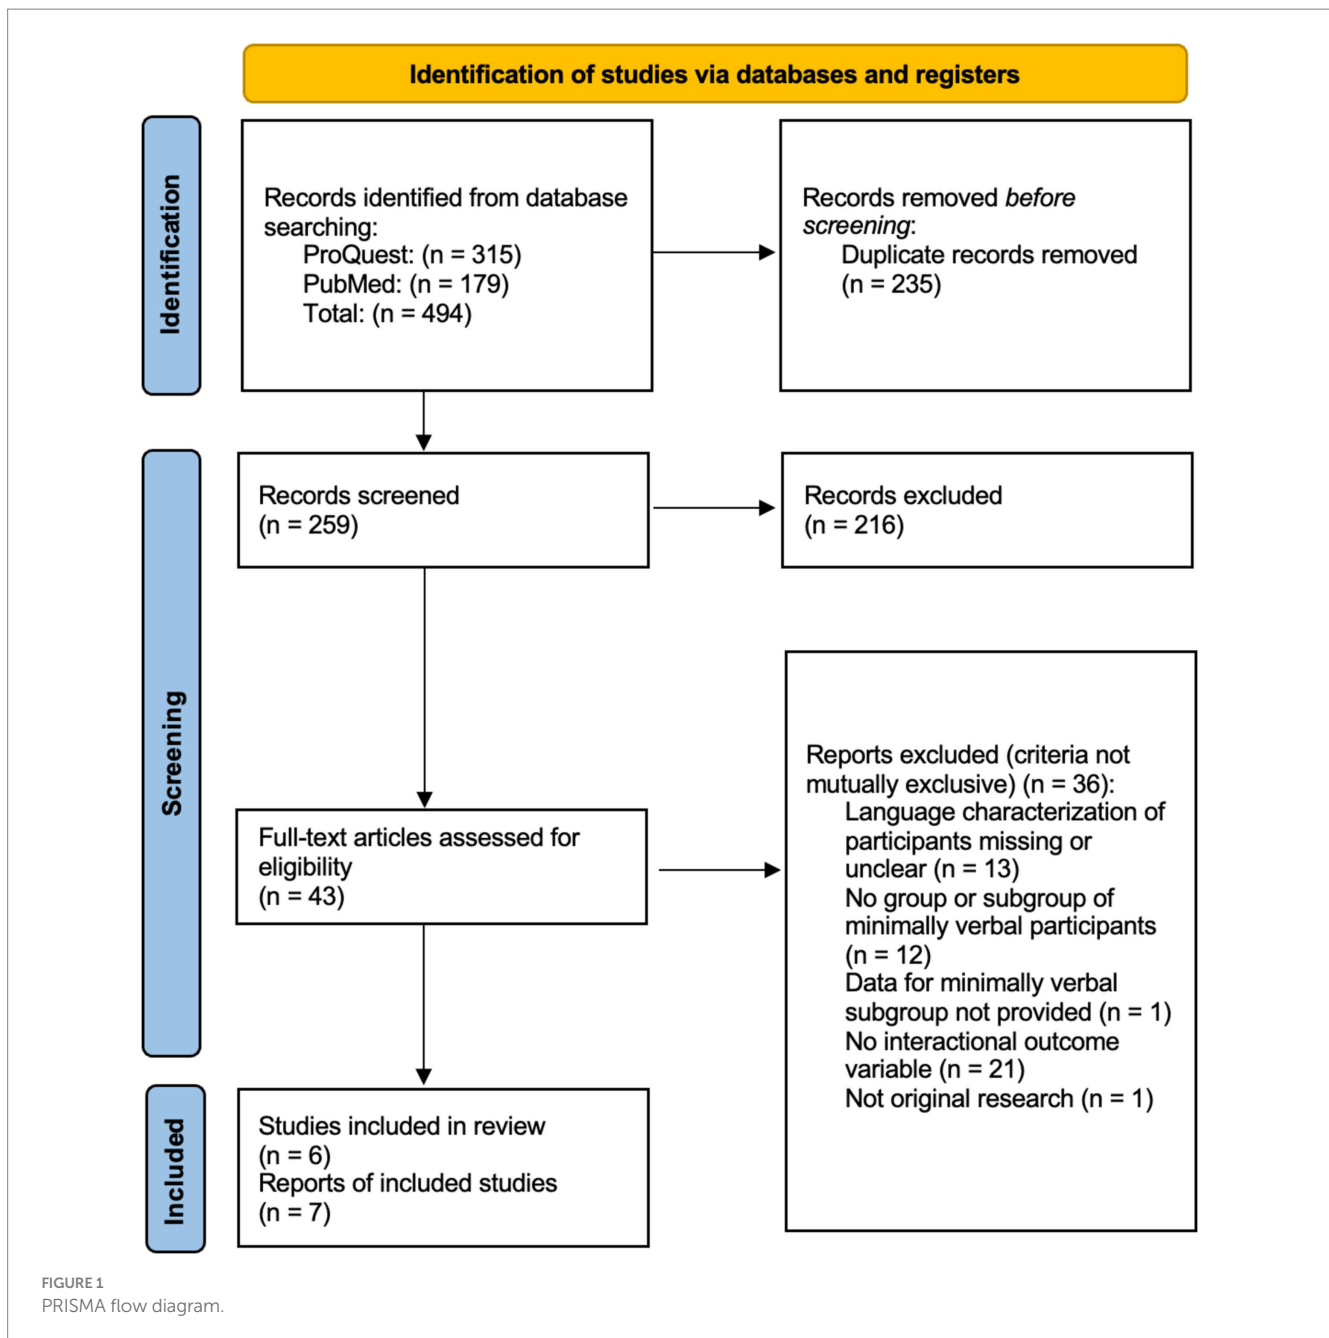 Identification of studies via databases and registers
Identification
Records identified from database
searching:
ProQuest: (n = 315)
PubMed: (n = 179)
Total: (n = 494)
Records removed before
screening:
Duplicate records removed
(n = 235)
Screening
Records screened
(n = 259)
Records excluded
(n = 216)
Full-text articles assessed for
eligibility
(n = 43)
Reports excluded (criteria not
mutually exclusive) (n = 36):
Language characterization of
participants missing or
unclear (n = 13)
No group or subgroup of
minimally verbal participants
(n = 12)
Data for minimally verbal
subgroup not provided (n = 1)
No interactional outcome
variable (n = 21)
Not original research (n = 1)
Included
Studies included in review
(n = 6)
Reports of included studies
(n = 7)
FIGURE 1
PRISMA flow diagram.